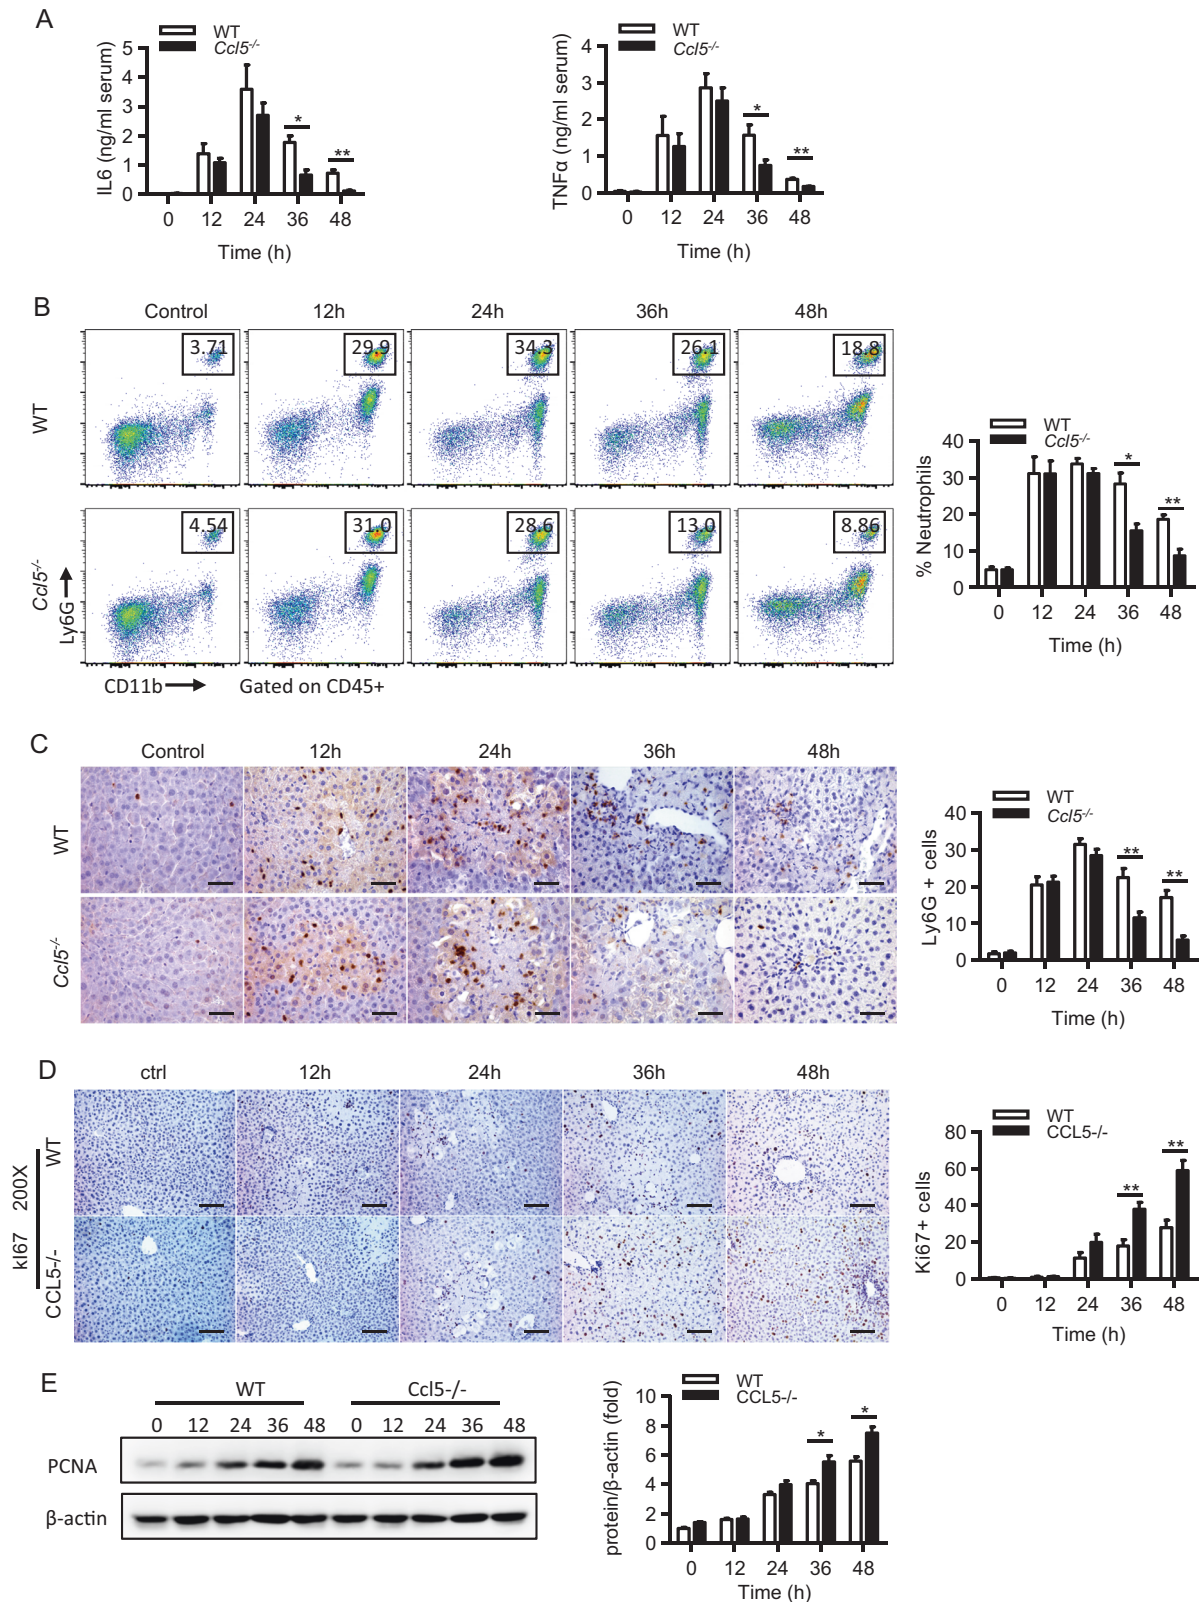 A
WT
Ccl5-/-
IL6 (ng/ml serum)
5
4
3
2
1
0
0 12 24 36 48
Time (h)
*
**
WT
Ccl5-/-
TNFα (ng/ml serum)
4
3
2
1
0
0 12 24 36 48
Time (h)
*
**
B
Control 12h 24h 36h 48h
WT
3.71 29.9 34.3 26.1 18.8
Ccl5-/-
4.54 31.0 28.6 13.0 8.86
Ly6G
CD11b Gated on CD45+
WT
Ccl5-/-
% Neutrophils
40
30
20
10
0
0 12 24 36 48
Time (h)
*
**
C
Control 12h 24h 36h 48h
WT
Ccl5-/-
WT
Ccl5-/-
Ly6G + cells
40
30
20
10
0
0 12 24 36 48
Time (h)
**
**
D
ctrl 12h 24h 36h 48h
kI67 200X
WT
CCL5-/-
WT
CCL5-/-
Ki67+ cells
80
60
40
20
0
0 12 24 36 48
Time (h)
**
**
E
WT Ccl5-/-
0 12 24 36 48 0 12 24 36 48
PCNA
β-actin
WT
CCL5-/-
protein/β-actin (fold)
10
8
6
4
2
0
0 12 24 36 48
Time (h)
*
*